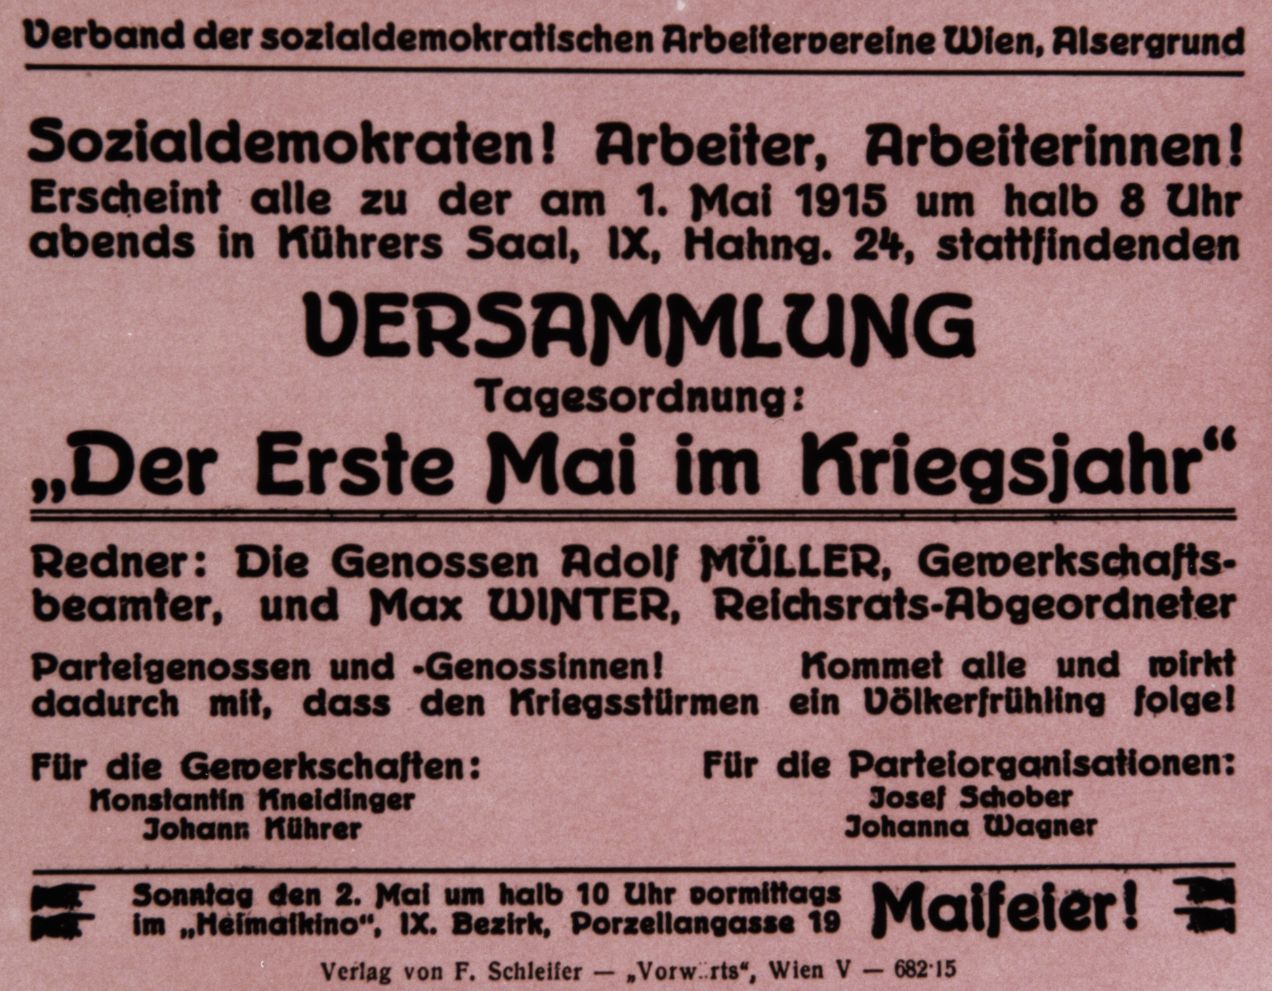 Verband der sozialdemokratischen Arbeitervereine Wien, Alsergrund
Sozialdemokraten! Arbeiter, Arbeiterinnen!
Erscheint alle zu der am 1. Mai 1915 um halb 8 Uhr
abends in Kührers Saal, IX, Hahng. 24, stattfindenden
VERSAMMLUNG
Tagesordnung:
„Der Erste Mai im Kriegsjahr“
Redner: Die Genossen Adolf MÜLLER, Gewerkschafts-
beamter, und Max WINTER, Reichsrats-Abgeordneter
Parteigenossen und -Genossinnen! Kommet alle und wirkt
dadurch mit, dass den Kriegsstürmen ein Völkerfrühling folge!
Für die Gewerkschaften:
Konstantin Kneidinger
Johann Kührer
Für die Parteiorganisationen:
Josef Schober
Johanna Wagner
Sonntag den 2. Mai um halb 10 Uhr vormittags
im „Heimatkino“, IX. Bezirk, Porzellangasse 19
Maifeier!
Verlag von F. Schleifer — „Vorw..rts“, Wien V — 682·15